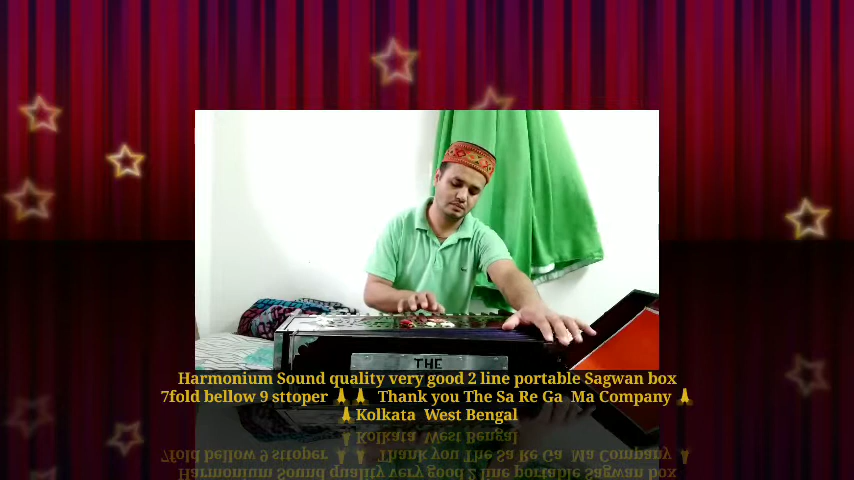 THE
Harmonium Sound quality very good 2 line portable Sagwan box
7fold bellow 9 sttoper 🙏🙏 Thank you The Sa Re Ga Ma Company 🙏
🙏Kolkata West Bengal